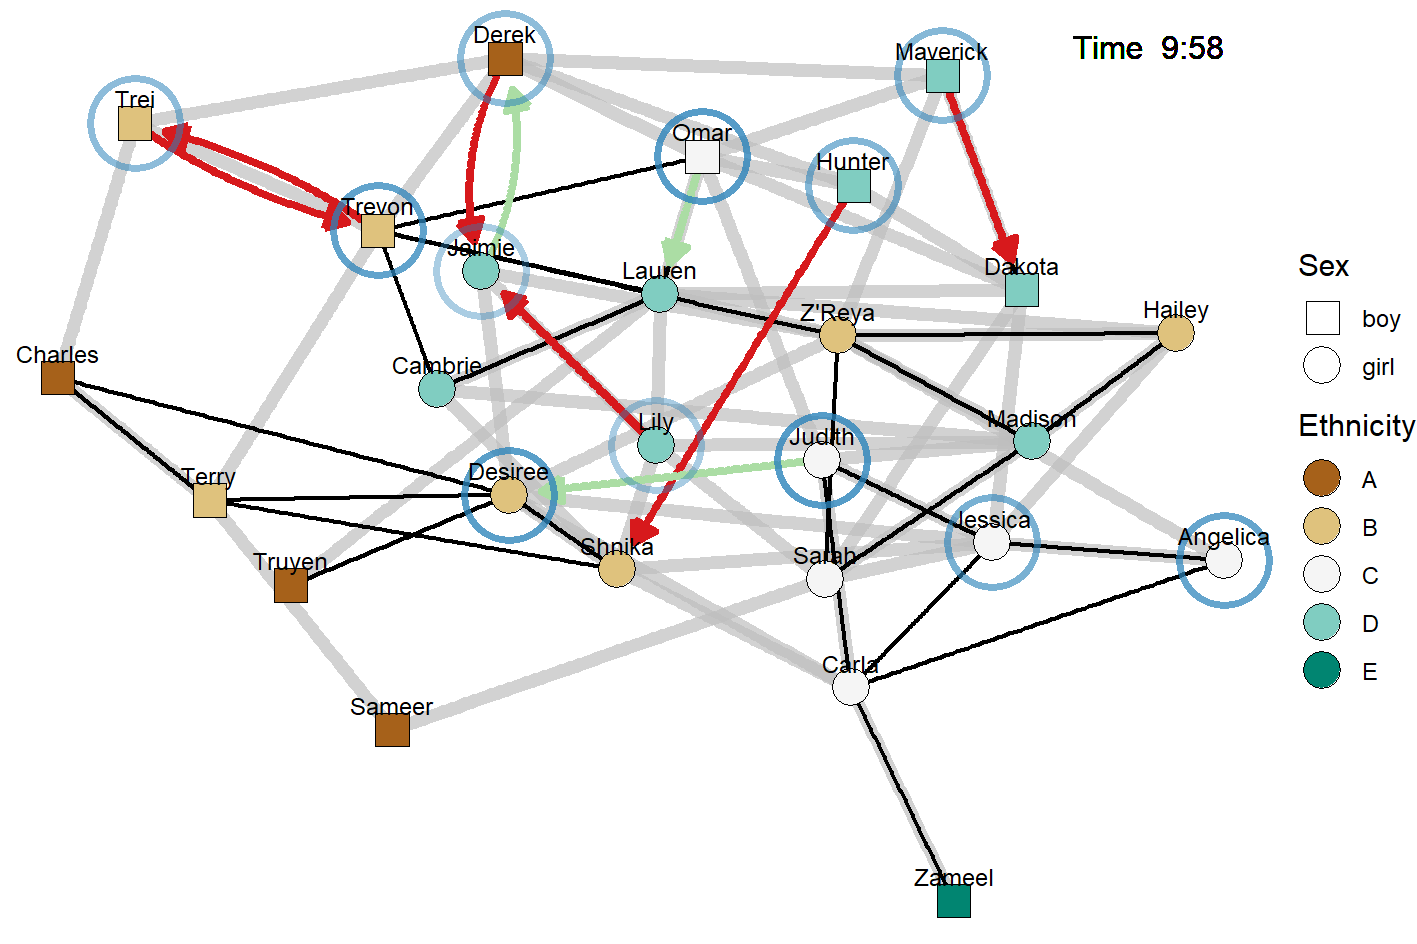 Derek
Maverick
Time 9:58
Trei
Omar
Hunter
Trevon
Jaimie
Lauren
Dakota
Z'Reya
Hailey
Sex
boy
girl
Charles
Cambrie
Lily
Judith
Madison
Ethnicity
Terry
Desiree
A
B
Jessica
Angelica
Truyen
Shnika
Sarah
C
D
Carla
E
Sameer
Zameel